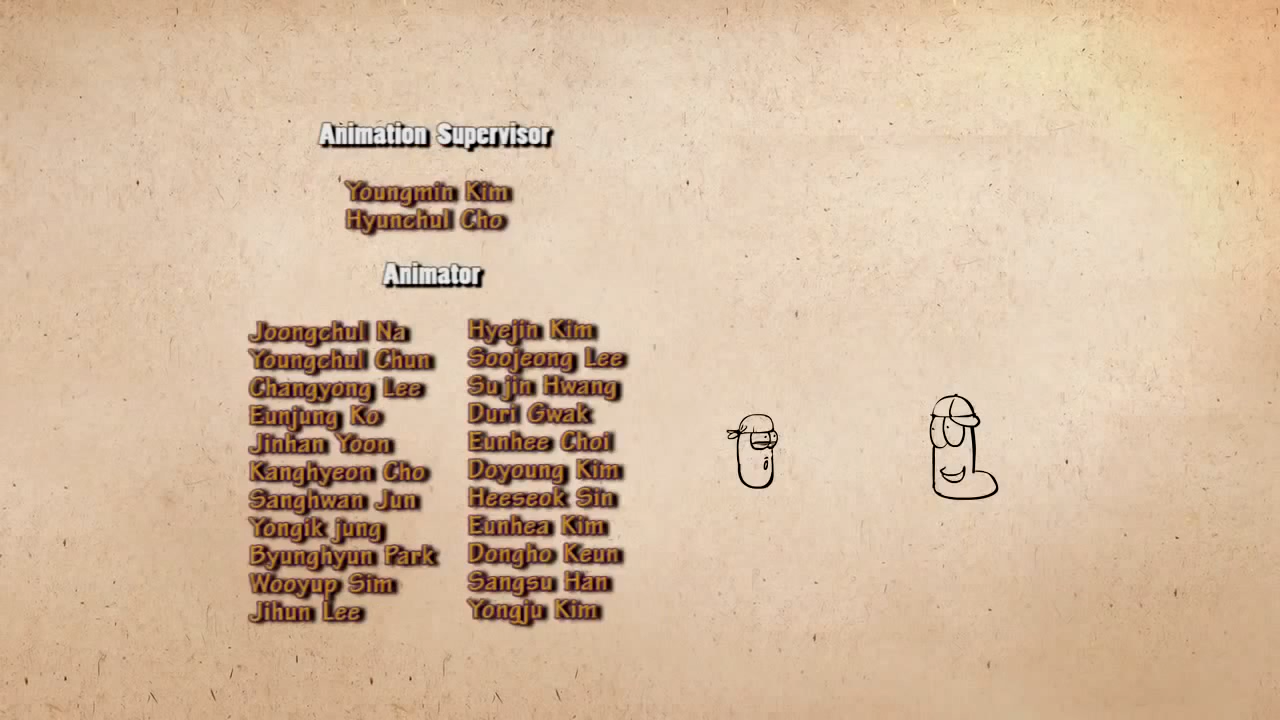 Animation Supervisor
Youngmin Kim
Hyunchul Cho
Animator
Joongchul Na
Youngchul Chun
Changyong Lee
Eunjung Ko
Jinhan Yoon
Kanghyeon Cho
Sanghwan Jun
Yongik jung
Byunghyun Park
Wooyup Sim
Jihun Lee
Hyejin Kim
Soojeong Lee
Sujin Hwang
Duri Gwak
Eunhee Choi
Doyoung Kim
Heeseok Sin
Eunhea Kim
Dongho Keun
Sangsu Han
Yongju Kim